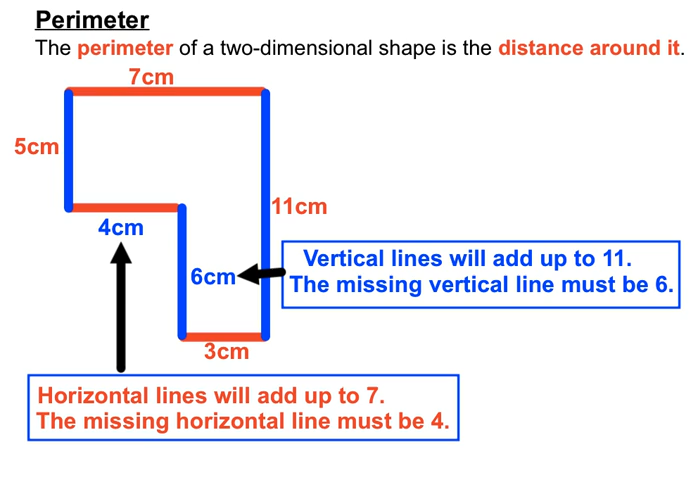 Perimeter
The perimeter of a two-dimensional shape is the distance around it.
7cm
5cm
11cm
4cm
Vertical lines will add up to 11.
6cm
The missing vertical line must be 6.
3cm
Horizontal lines will add up to 7.
The missing horizontal line must be 4.